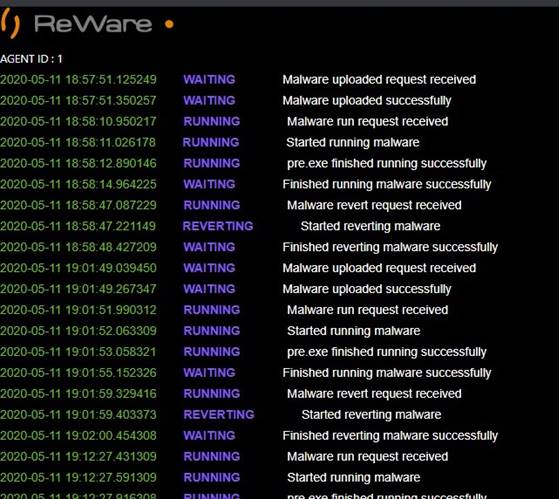 ReWare
AGENT ID : 1
2020-05-11 18:57:51.125249 WAITING Malware uploaded request received
2020-05-11 18:57:51.350257 WAITING Malware uploaded successfully
2020-05-11 18:58:10.950217 RUNNING Malware run request received
2020-05-11 18:58:11.026178 RUNNING Started running malware
2020-05-11 18:58:12.890146 RUNNING pre.exe finished running successfully
2020-05-11 18:58:14.964225 WAITING Finished running malware successfully
2020-05-11 18:58:47.087229 RUNNING Malware revert request received
2020-05-11 18:58:47.221149 REVERTING Started reverting malware
2020-05-11 18:58:48.427209 WAITING Finished reverting malware successfully
2020-05-11 19:01:49.039450 WAITING Malware uploaded request received
2020-05-11 19:01:49.267347 WAITING Malware uploaded successfully
2020-05-11 19:01:51.990312 RUNNING Malware run request received
2020-05-11 19:01:52.063309 RUNNING Started running malware
2020-05-11 19:01:53.058321 RUNNING pre.exe finished running successfully
2020-05-11 19:01:55.152326 WAITING Finished running malware successfully
2020-05-11 19:01:59.329416 RUNNING Malware revert request received
2020-05-11 19:01:59.403373 REVERTING Started reverting malware
2020-05-11 19:02:00.454308 WAITING Finished reverting malware successfully
2020-05-11 19:12:27.431309 RUNNING Malware run request received
2020-05-11 19:12:27.591309 RUNNING Started running malware
2020-05-11 19:12:27.916308 RUNNING pre.exe finished running successfully